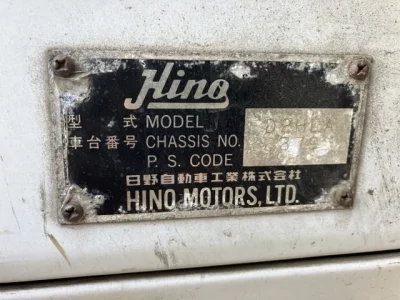 Hino
型式 MODEL
車台番号 CHASSIS NO.
P. S. CODE
日野自動車工業株式会社
HINO MOTORS, LTD.